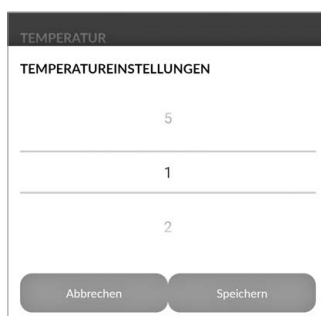 TEMPERATUR
TEMPERATUREINSTELLUNGEN
5
1
2
Abbrechen Speichern